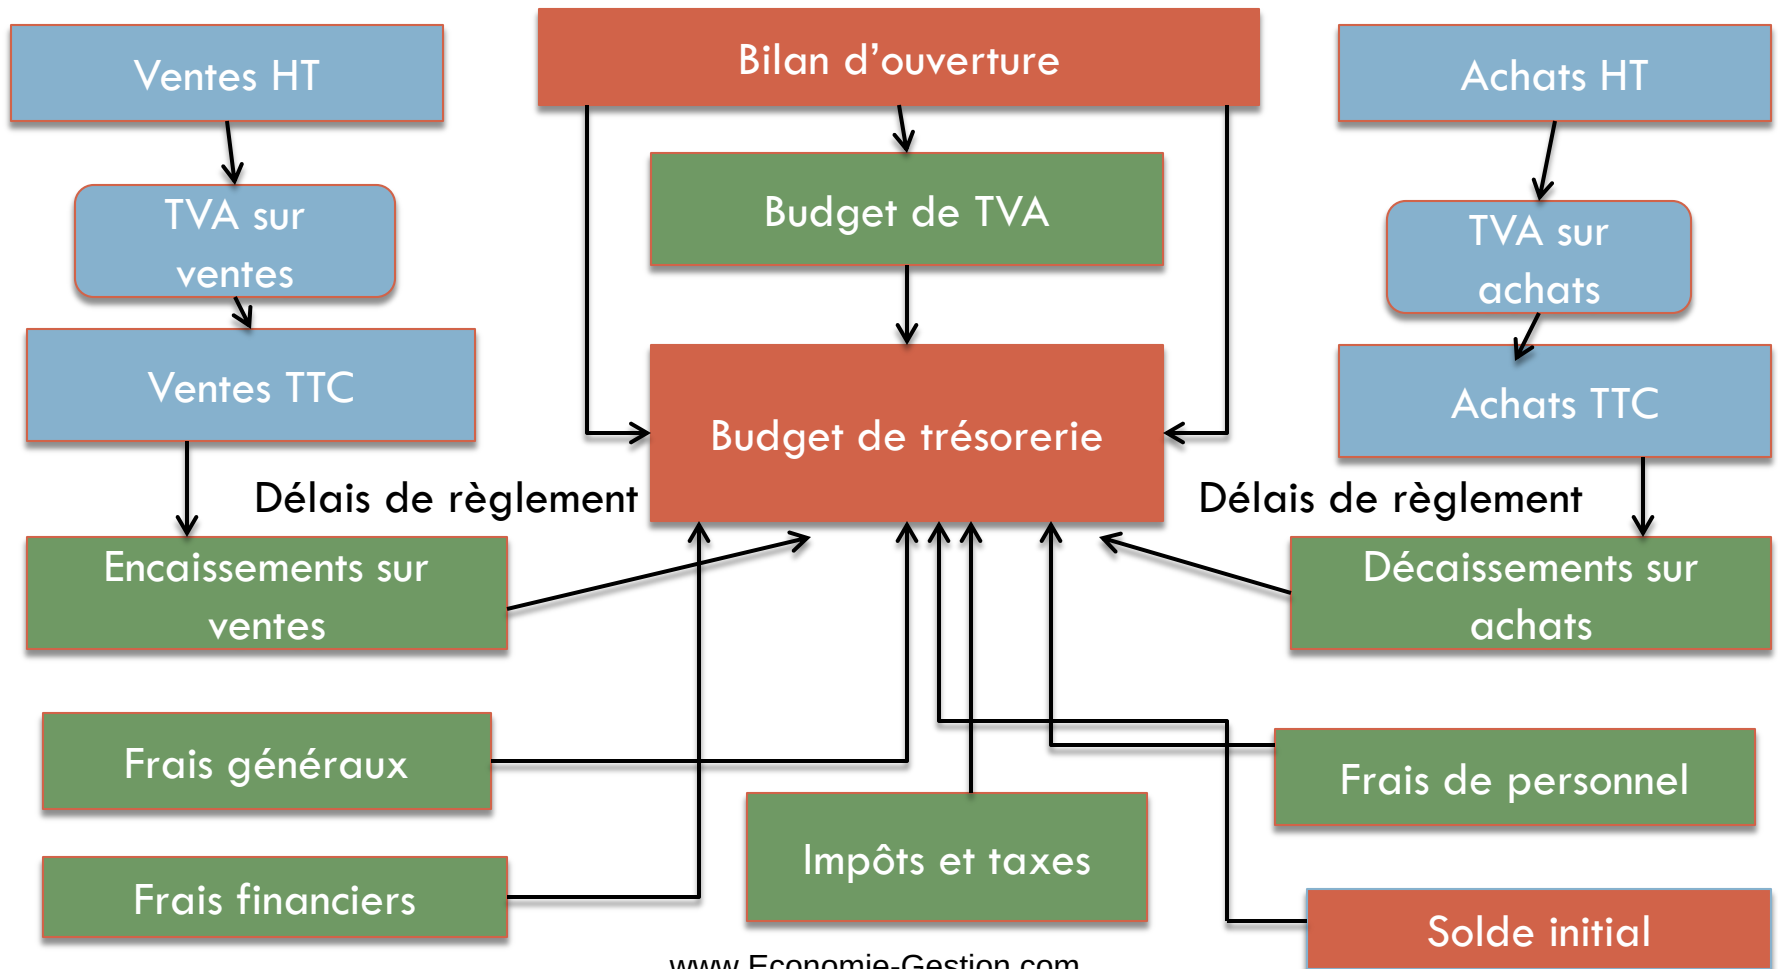 Ventes HT
Bilan d’ouverture
Achats HT
TVA sur
ventes
Budget de TVA
TVA sur
achats
Ventes TTC
Budget de trésorerie
Achats TTC
Délais de règlement
Délais de règlement
Encaissements sur
ventes
Décaissements sur
achats
Frais généraux
Frais de personnel
Impôts et taxes
Frais financiers
Solde initial
www.Economie-Gestion.com